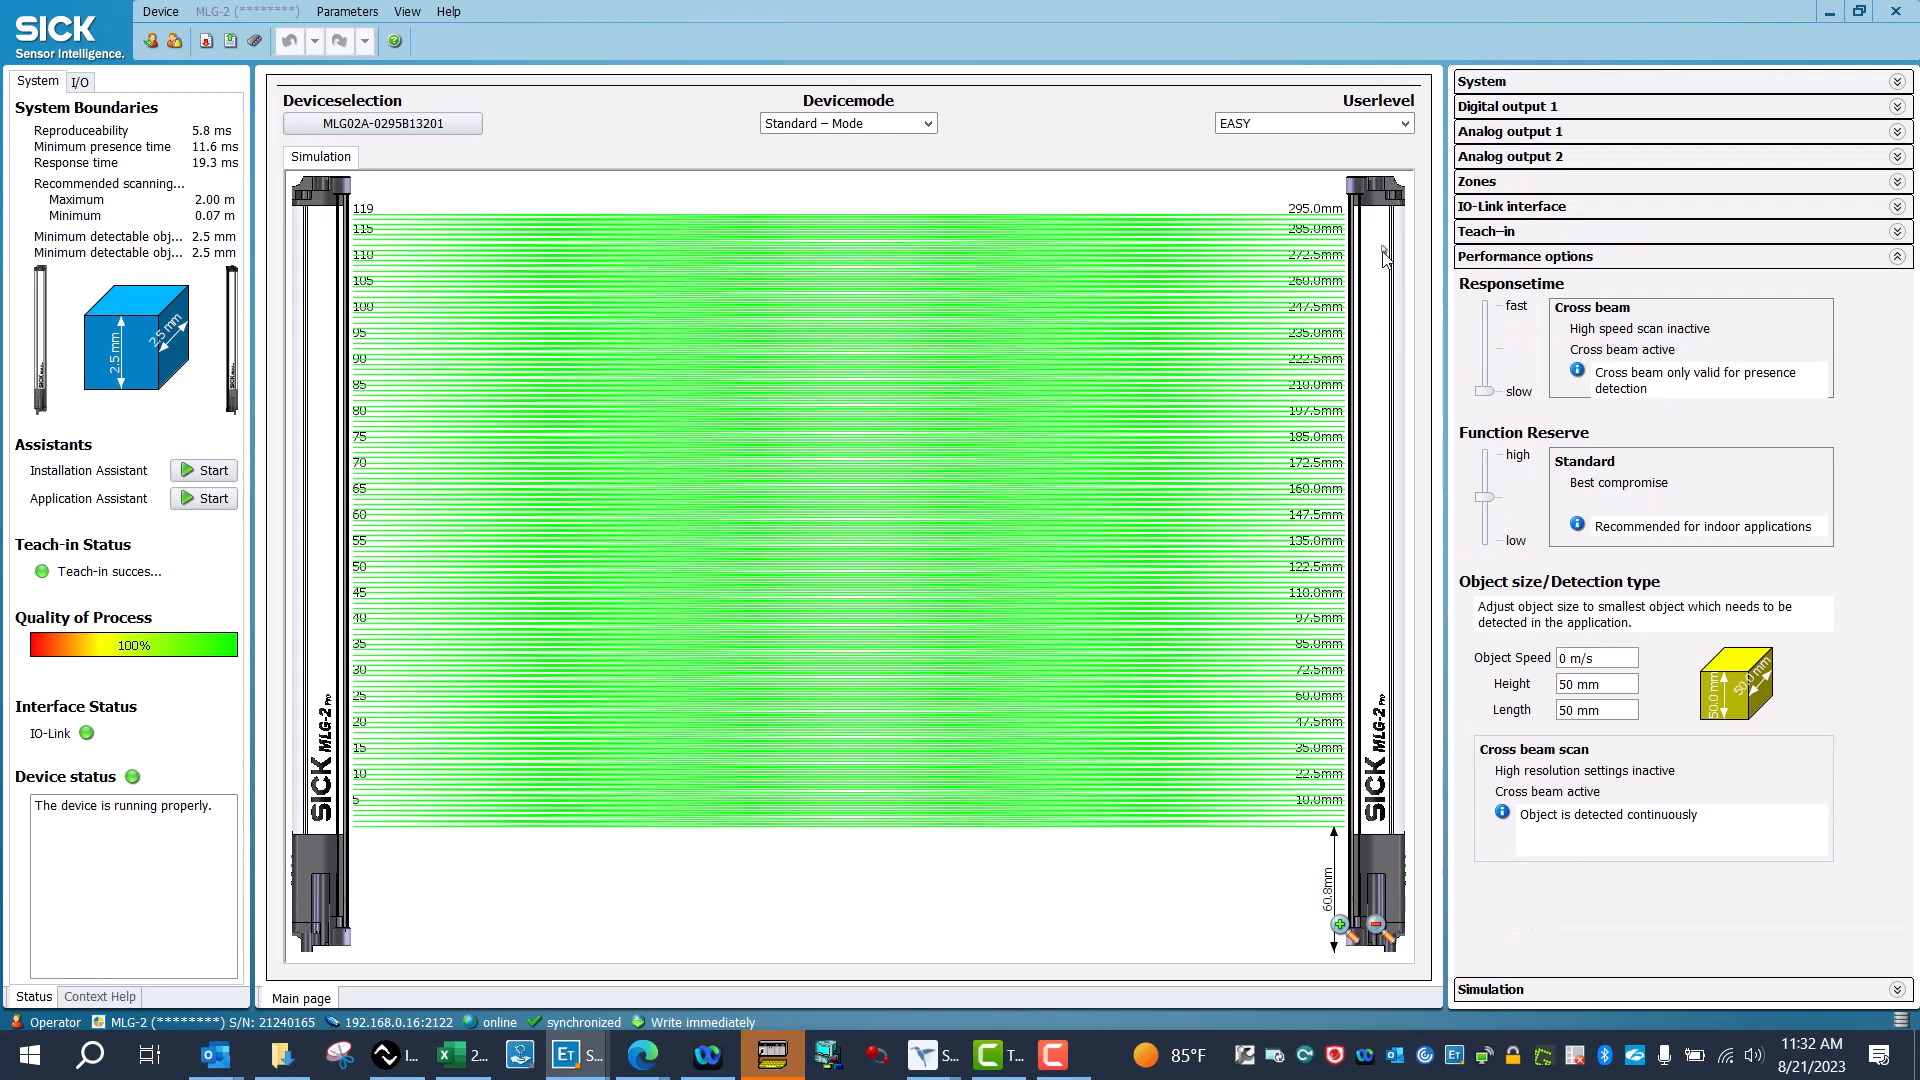 SICK
Sensor Intelligence.
Device
MLG-2 (********)
Parameters
View
Help
System
I/O
System Boundaries
Reproduceability 5.8 ms
Minimum presence time 11.6 ms
Response time 19.3 ms
Recommended scanning...
Maximum 2.00 m
Minimum 0.07 m
Minimum detectable obj... 2.5 mm
Minimum detectable obj... 2.5 mm
2.5 mm
2.5 mm
Assistants
Installation Assistant Start
Application Assistant Start
Teach-in Status
Teach-in succes...
Quality of Process
100%
Interface Status
IO-Link
Device status
The device is running properly.
Status
Context Help
Deviceselection
MLG02A-0295B13201
Devicemode
Standard – Mode
Userlevel
EASY
Simulation
119 295.0mm
115 285.0mm
110 272.5mm
105 260.0mm
100 247.5mm
95 235.0mm
90 222.5mm
85 210.0mm
80 197.5mm
75 185.0mm
70 172.5mm
65 160.0mm
60 147.5mm
55 135.0mm
50 122.5mm
45 110.0mm
40 97.5mm
35 85.0mm
30 72.5mm
25 60.0mm
20 47.5mm
15 35.0mm
10 22.5mm
5 10.0mm
60.8mm
SICK MLG-2 Pro
SICK MLG-2 Pro
Main page
System
Digital output 1
Analog output 1
Analog output 2
Zones
IO-Link interface
Teach-in
Performance options
Responsetime
fast
slow
Cross beam
High speed scan inactive
Cross beam active
Cross beam only valid for presence
detection
Function Reserve
high
low
Standard
Best compromise
Recommended for indoor applications
Object size/Detection type
Adjust object size to smallest object which needs to be
detected in the application.
Object Speed 0 m/s
Height 50 mm
Length 50 mm
50.0 mm
50.0 mm
Cross beam scan
High resolution settings inactive
Cross beam active
Object is detected continuously
Simulation
Operator
MLG-2 (********) S/N: 21240165
192.168.0.16:2122
online
synchronized
Write immediately
I...
2...
ET
S...
S...
T...
85°F
11:32 AM
8/21/2023